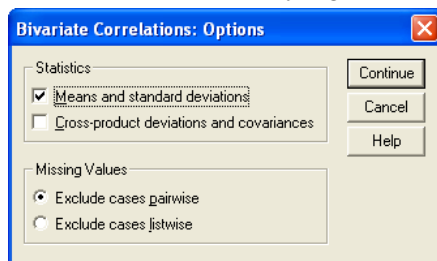 Bivariate Correlations: Options
Statistics
Means and standard deviations
Cross-product deviations and covariances
Missing Values
Exclude cases pairwise
Exclude cases listwise
Continue
Cancel
Help